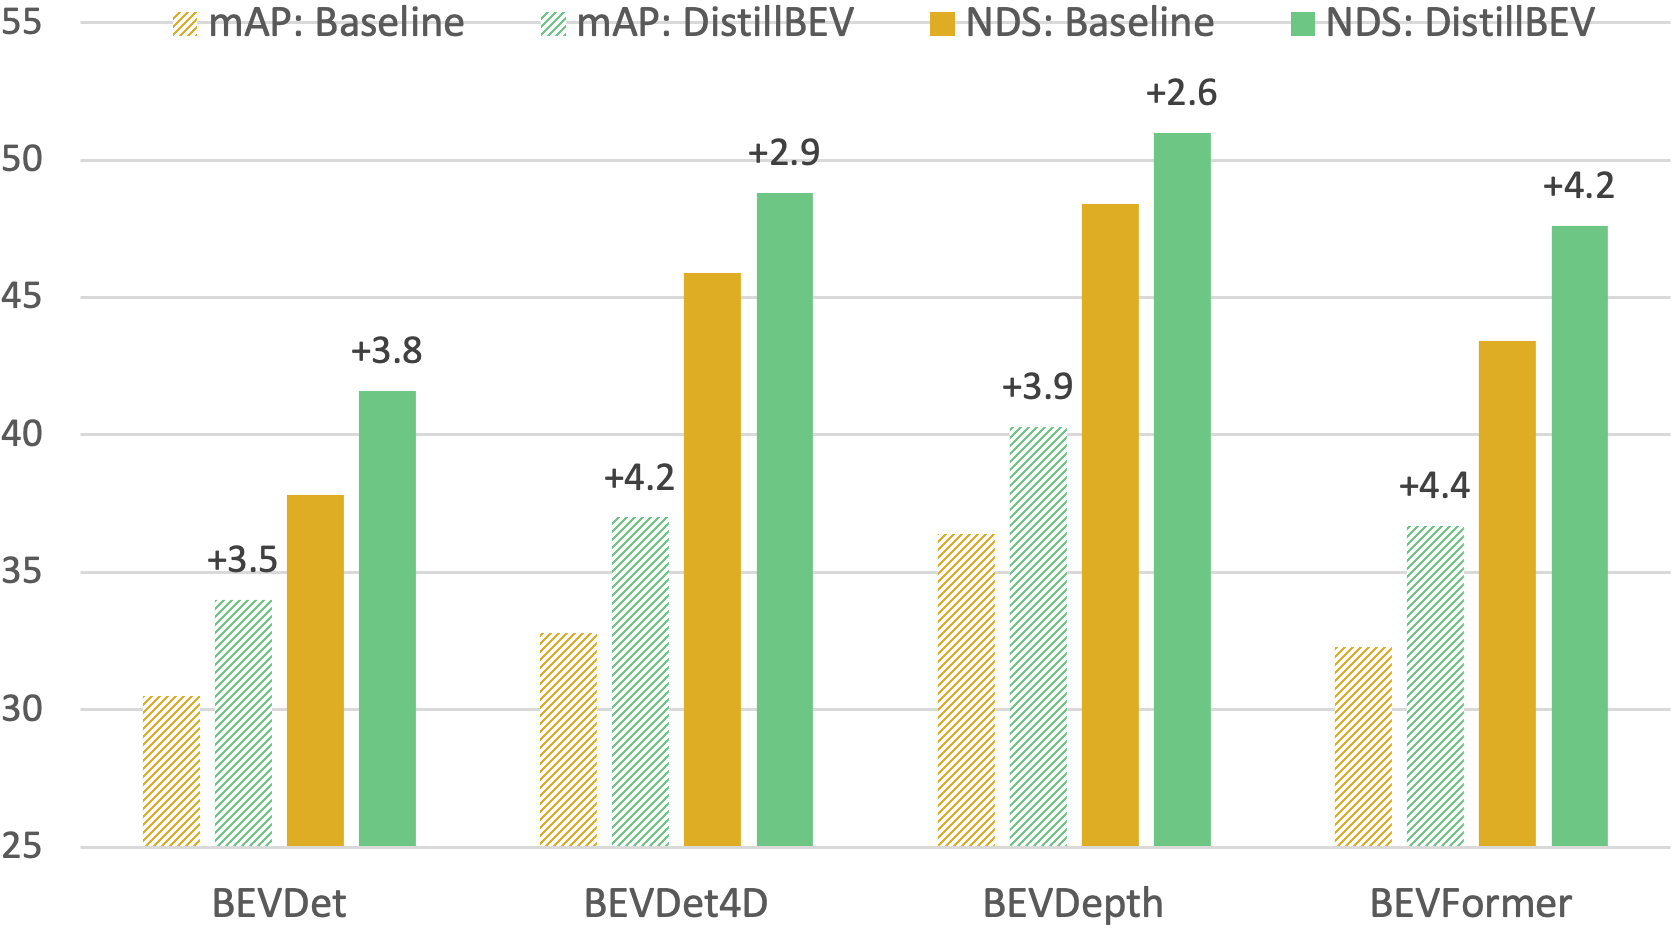 55
mAP: Baseline
mAP: DistillBEV
NDS: Baseline
NDS: DistillBEV
+2.6
50
+2.9
+4.2
45
+3.8
+3.9
40
+4.2
+4.4
+3.5
35
30
25
BEVDet
BEVDet4D
BEVDepth
BEVFormer